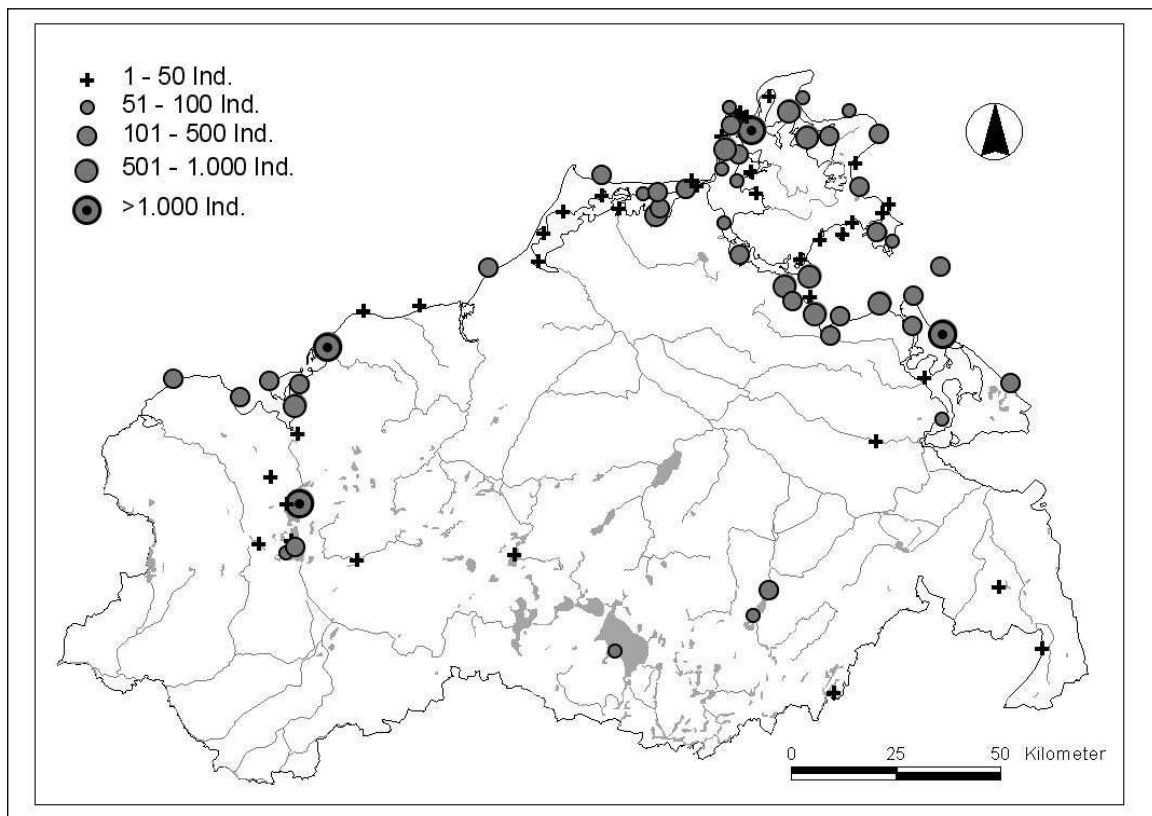 1 - 50 Ind.
51 - 100 Ind.
101 - 500 Ind.
501 - 1.000 Ind.
>1.000 Ind.
0 25 50 Kilometer